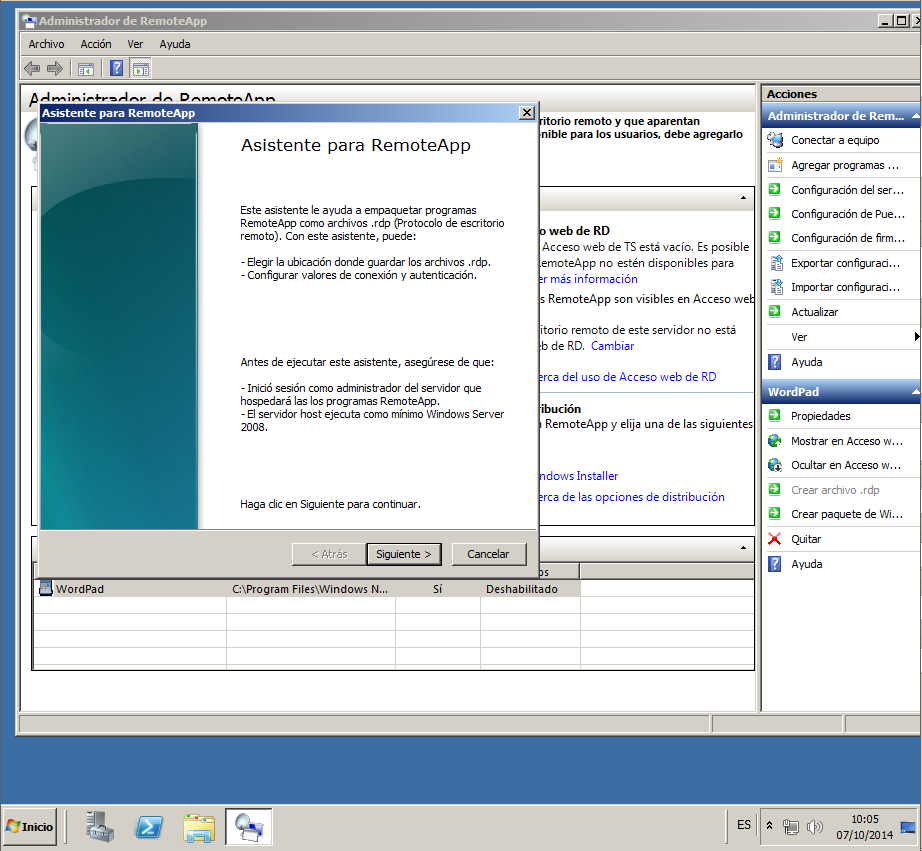 Administrador de RemoteApp
Archivo Acción Ver Ayuda
Administrador de RemoteApp
Asistente para RemoteApp
Asistente para RemoteApp
Este asistente le ayuda a empaquetar programas
RemoteApp como archivos .rdp (Protocolo de escritorio
remoto). Con este asistente, puede:
- Elegir la ubicación donde guardar los archivos .rdp.
- Configurar valores de conexión y autenticación.
Antes de ejecutar este asistente, asegúrese de que:
- Inició sesión como administrador del servidor que
hospedará las los programas RemoteApp.
- El servidor host ejecuta como mínimo Windows Server
2008.
Haga clic en Siguiente para continuar.
< Atrás Siguiente > Cancelar
ritorio remoto y que aparentan
onible para los usuarios, debe agregarlo
o web de RD
Acceso web de TS está vacío. Es posible
RemoteApp no estén disponibles para
er más información
s RemoteApp son visibles en Acceso web
itorio remoto de este servidor no está
eb de RD. Cambiar
erca del uso de Acceso web de RD
ribución
RemoteApp y elija una de las siguientes
ndows Installer
erca de las opciones de distribución
os
WordPad C:\Program Files\Windows N... Sí Deshabilitado
Acciones
Administrador de Rem...
Conectar a equipo
Agregar programas ...
Configuración del ser...
Configuración de Pue...
Configuración de firm...
Exportar configuraci...
Importar configuraci...
Actualizar
Ver
Ayuda
WordPad
Propiedades
Mostrar en Acceso w...
Ocultar en Acceso w...
Crear archivo .rdp
Crear paquete de Wi...
Quitar
Ayuda
Inicio
ES
10:05
07/10/2014